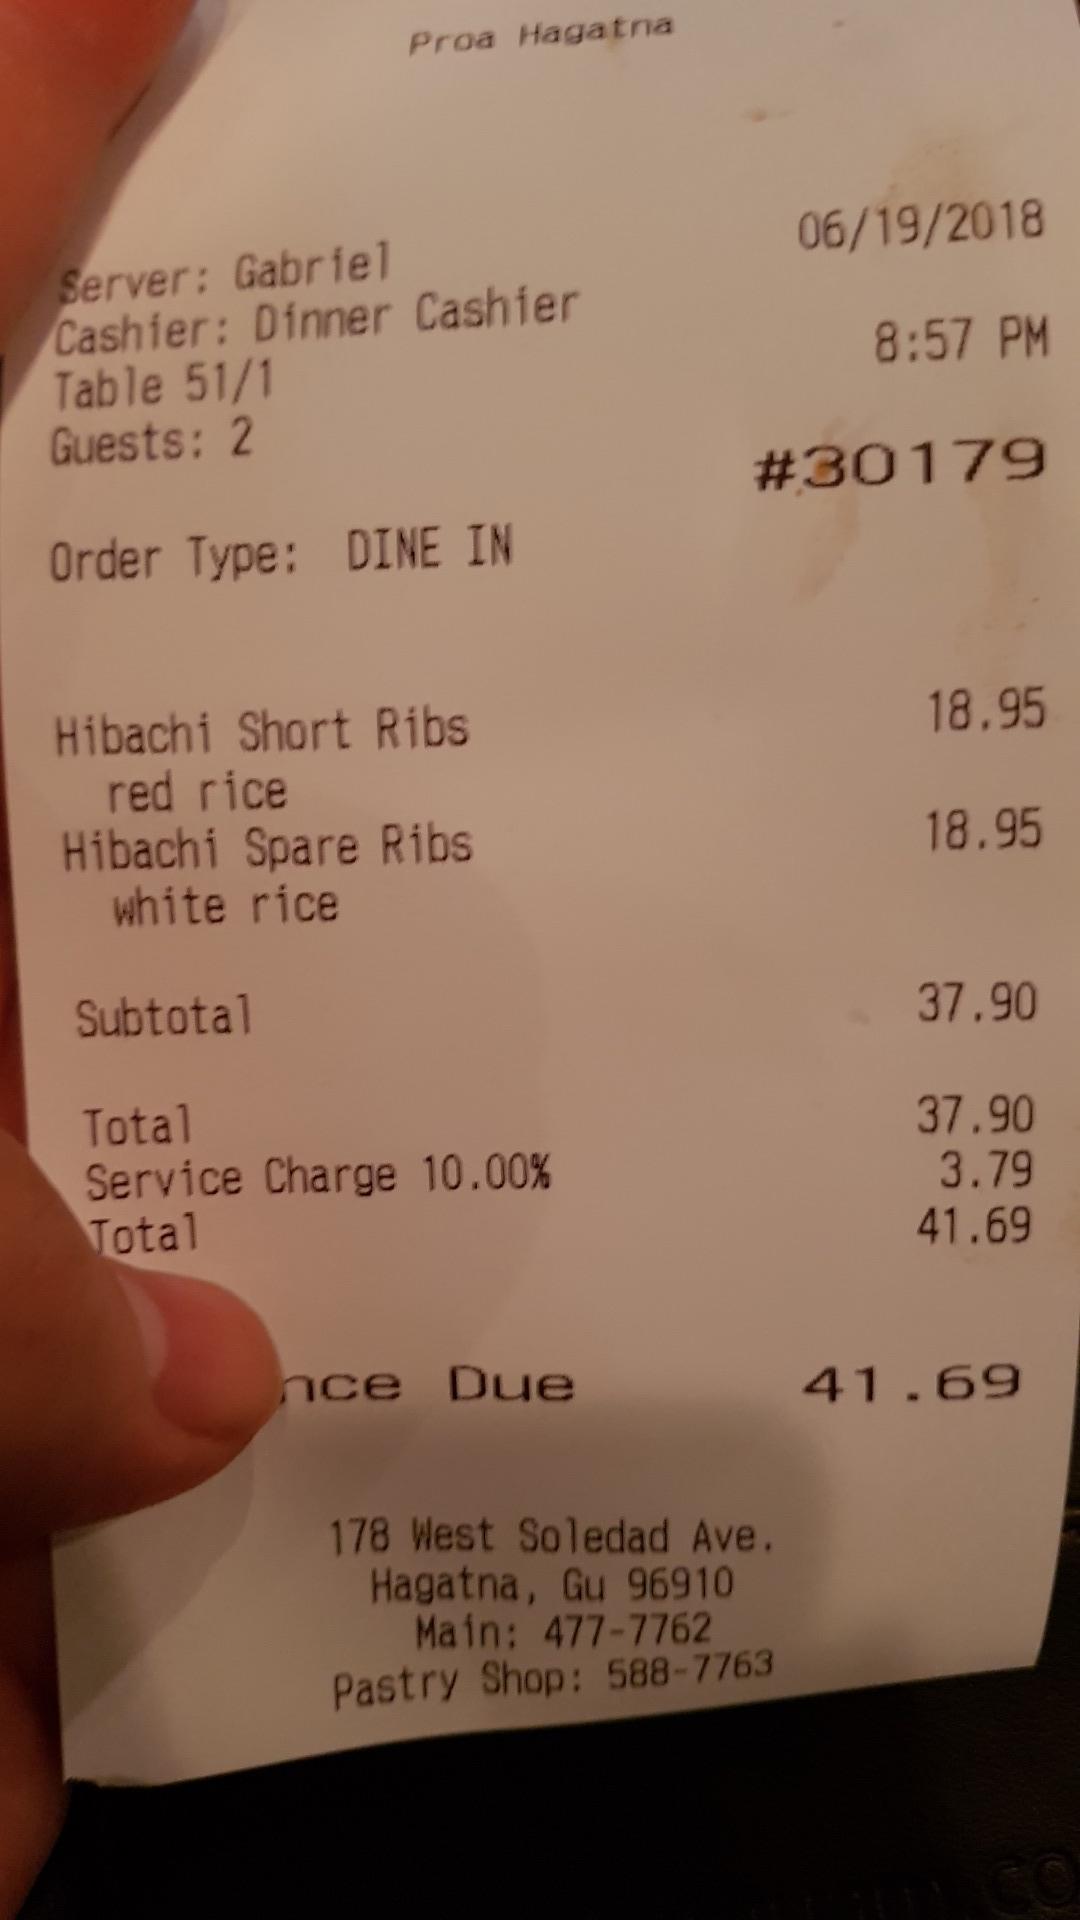 Proa Hagatna
06/19/2018
Server: Gabriel
Cashier: Dinner Cashier
8:57 PM
Table 51/1
Guests: 2
#30179
Order Type: DINE IN
Hibachi Short Ribs 18.95
red rice
Hibachi Spare Ribs 18.95
white rice
Subtotal 37.90
Total 37.90
Service Charge 10.00% 3.79
Total 41.69
nce Due 41.69
178 West Soledad Ave.
Hagatna, Gu 96910
Main: 477-7762
Pastry Shop: 588-7763